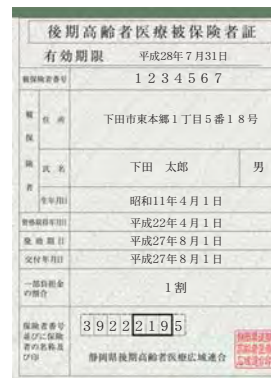 後期高齢者医療被保険者証
有効期限 平成28年7月31日
被保険者番号 1234567
被保険者
住所 下田市東本郷1丁目5番18号
氏名 下田 太郎 男
生年月日 昭和11年4月1日
資格取得年月日 平成22年4月1日
発効期日 平成27年8月1日
交付年月日 平成27年8月1日
一部負担金の割合 1割
保険者番号並びに保険者の名称及び印
39222195
静岡県後期高齢者医療広域連合